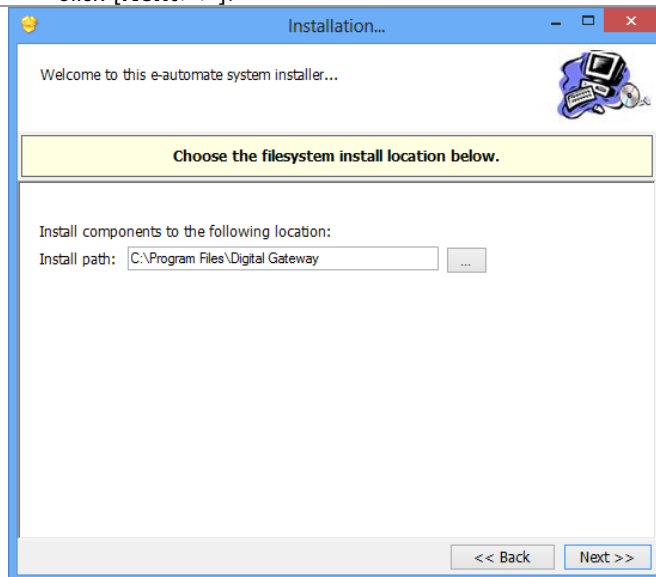 Installation...
Welcome to this e-automate system installer...
Choose the filesystem install location below.
Install components to the following location:
Install path: C:\Program Files\Digital Gateway ...
<< Back Next >>